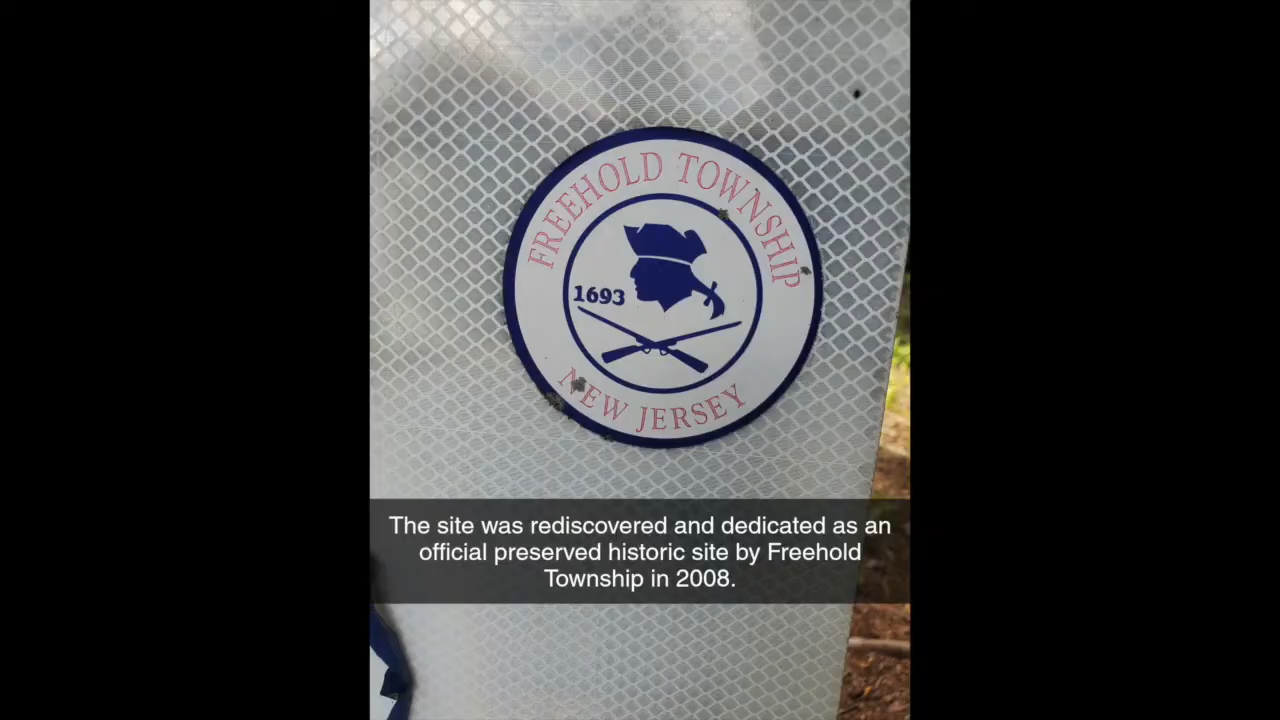 FREEHOLD TOWNSHIP
1693
NEW JERSEY
The site was rediscovered and dedicated as an
official preserved historic site by Freehold
Township in 2008.